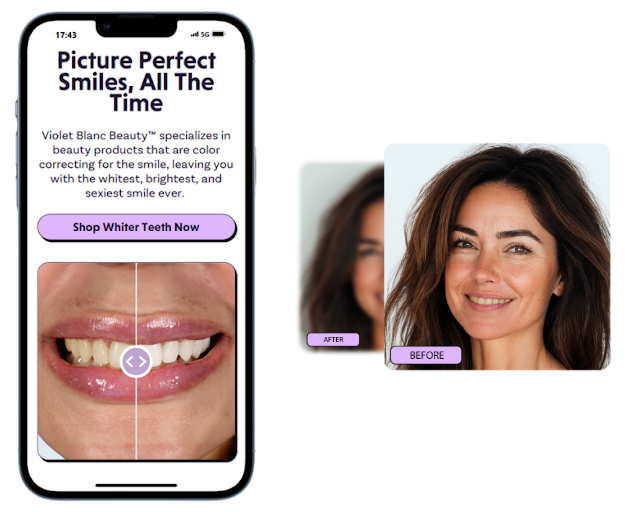 17:43
5G
Picture Perfect
Smiles, All The
Time
Violet Blanc Beauty™ specializes in
beauty products that are color
correcting for the smile, leaving you
with the whitest, brightest, and
sexiest smile ever.
Shop Whiter Teeth Now
AFTER
BEFORE